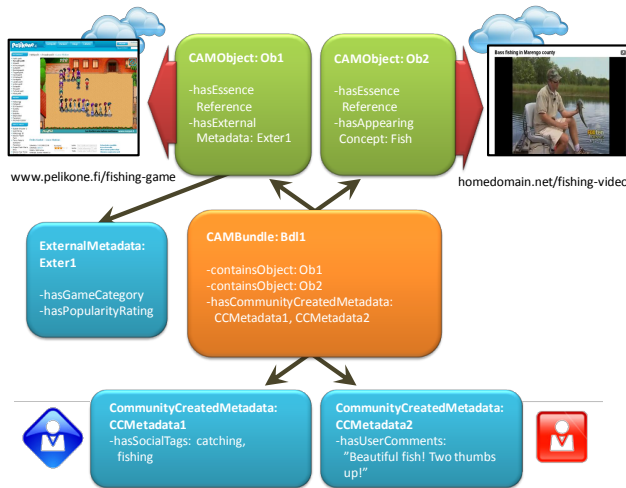 Pelikone
CAMObject: Ob1
-hasEssence
Reference
-hasExternal
Metadata: Exter1
CAMObject: Ob2
-hasEssence
Reference
-hasAppearing
Concept: Fish
Bass fishing in Marengo county
www.pelikone.fi/fishing-game
homedomain.net/fishing-video
ExternalMetadata:
Exter1
-hasGameCategory
-hasPopularityRating
CAMBundle: Bdl1
-containsObject: Ob1
-containsObject: Ob2
-hasCommunityCreatedMetadata:
CCMetadata1, CCMetadata2
CommunityCreatedMetadata:
CCMetadata1
-hasSocialTags: catching,
fishing
CommunityCreatedMetadata:
CCMetadata2
-hasUserComments:
”Beautiful fish! Two thumbs
up!”